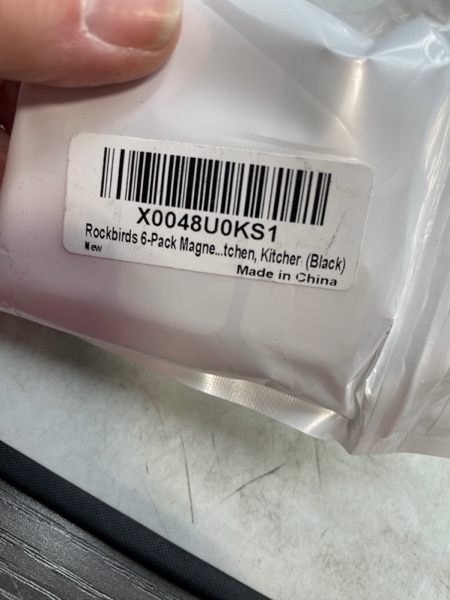 X0048U0KS1
Rockbirds 6-Pack Magne...tchen, Kitcher (Black)
New
Made in China